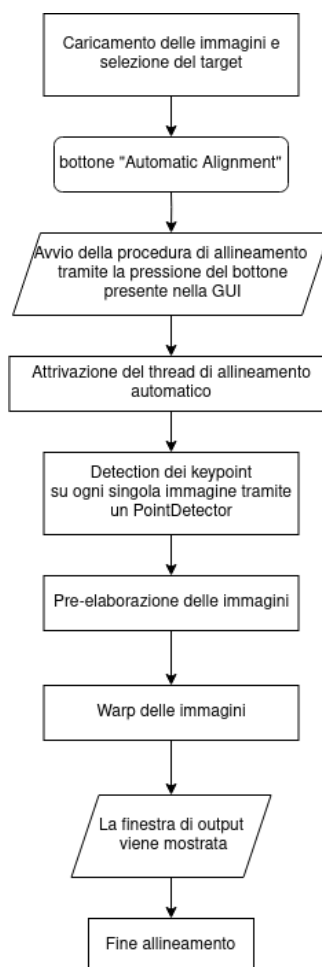 Caricamento delle immagini e
selezione del target
bottone "Automatic Alignment"
Avvio della procedura di allineamento
tramite la pressione del bottone
presente nella GUI
Attrivazione del thread di allineamento
automatico
Detection dei keypoint
su ogni singola immagine tramite
un PointDetector
Pre-elaborazione delle immagini
Warp delle immagini
La finestra di output
viene mostrata
Fine allineamento